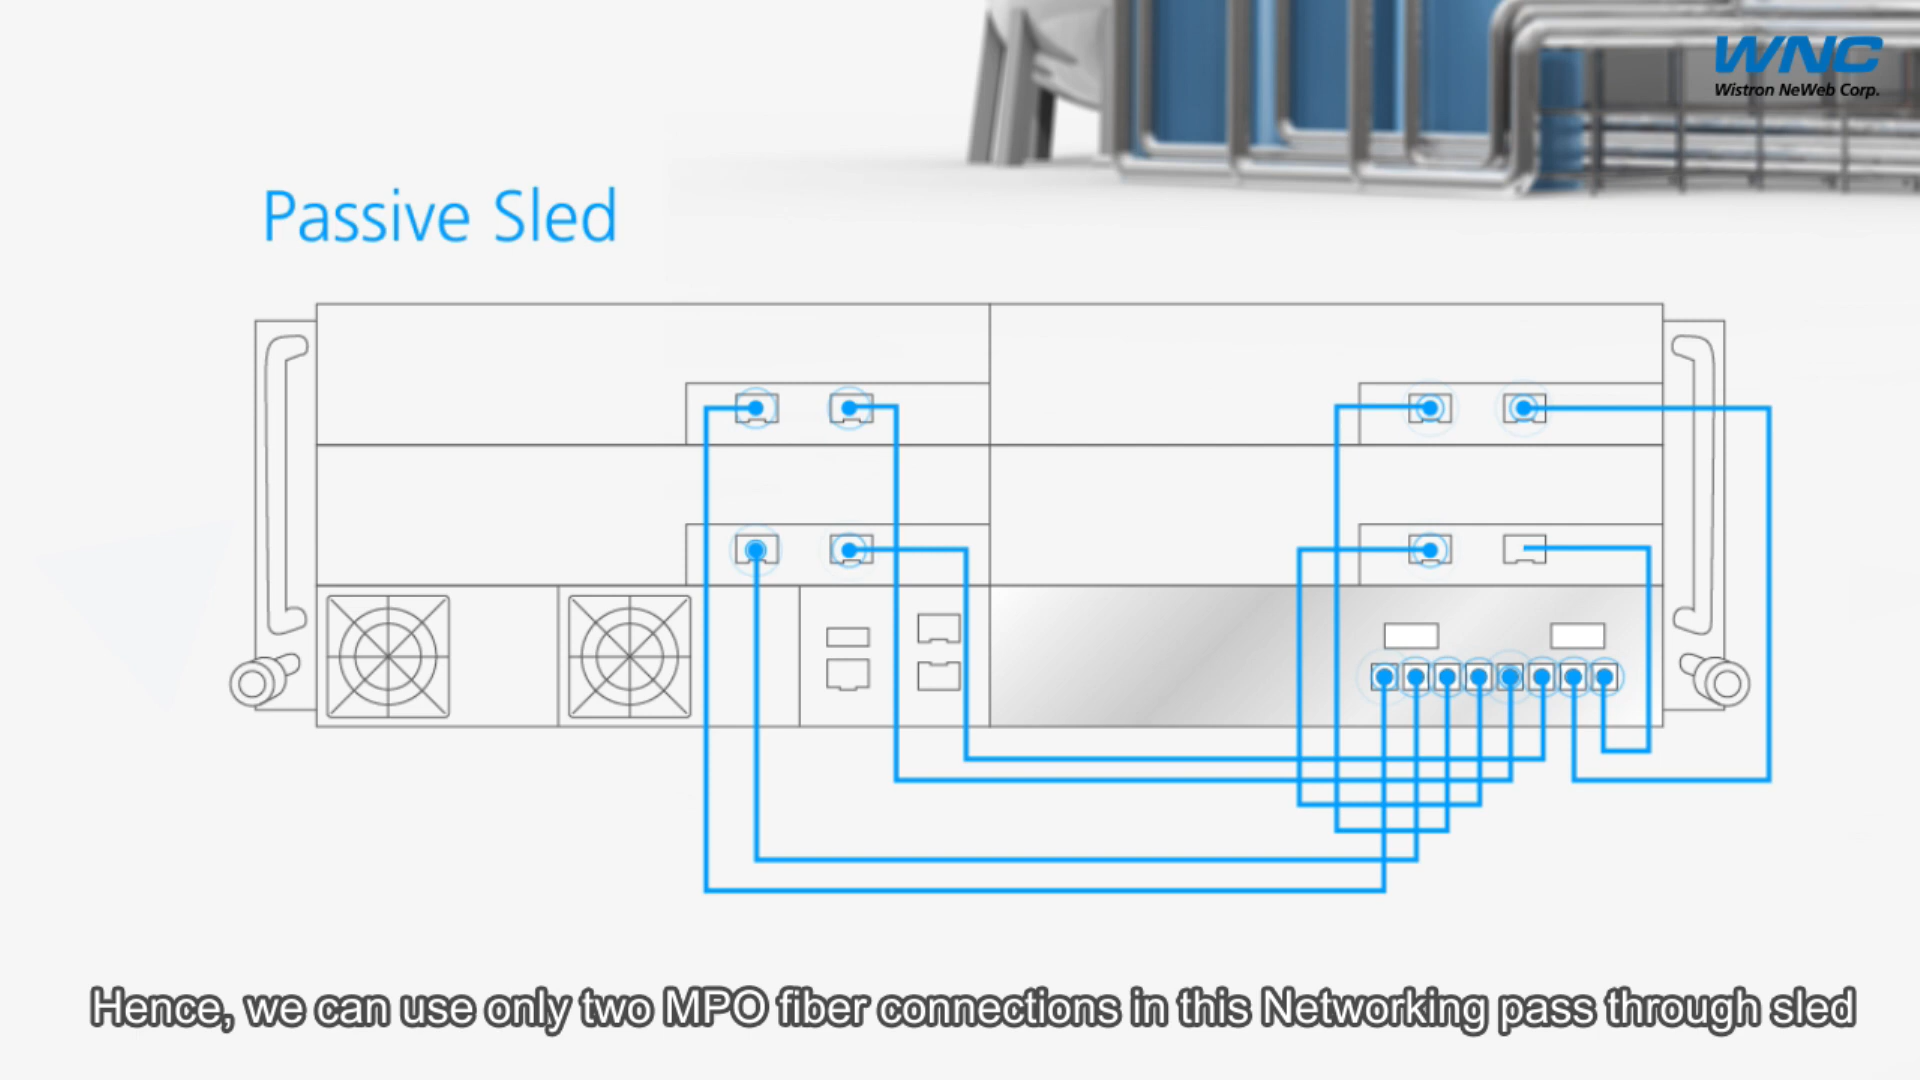 WNC
Wistron NeWeb Corp.
Passive Sled
Hence, we can use only two MPO fiber connections in this Networking pass through sled